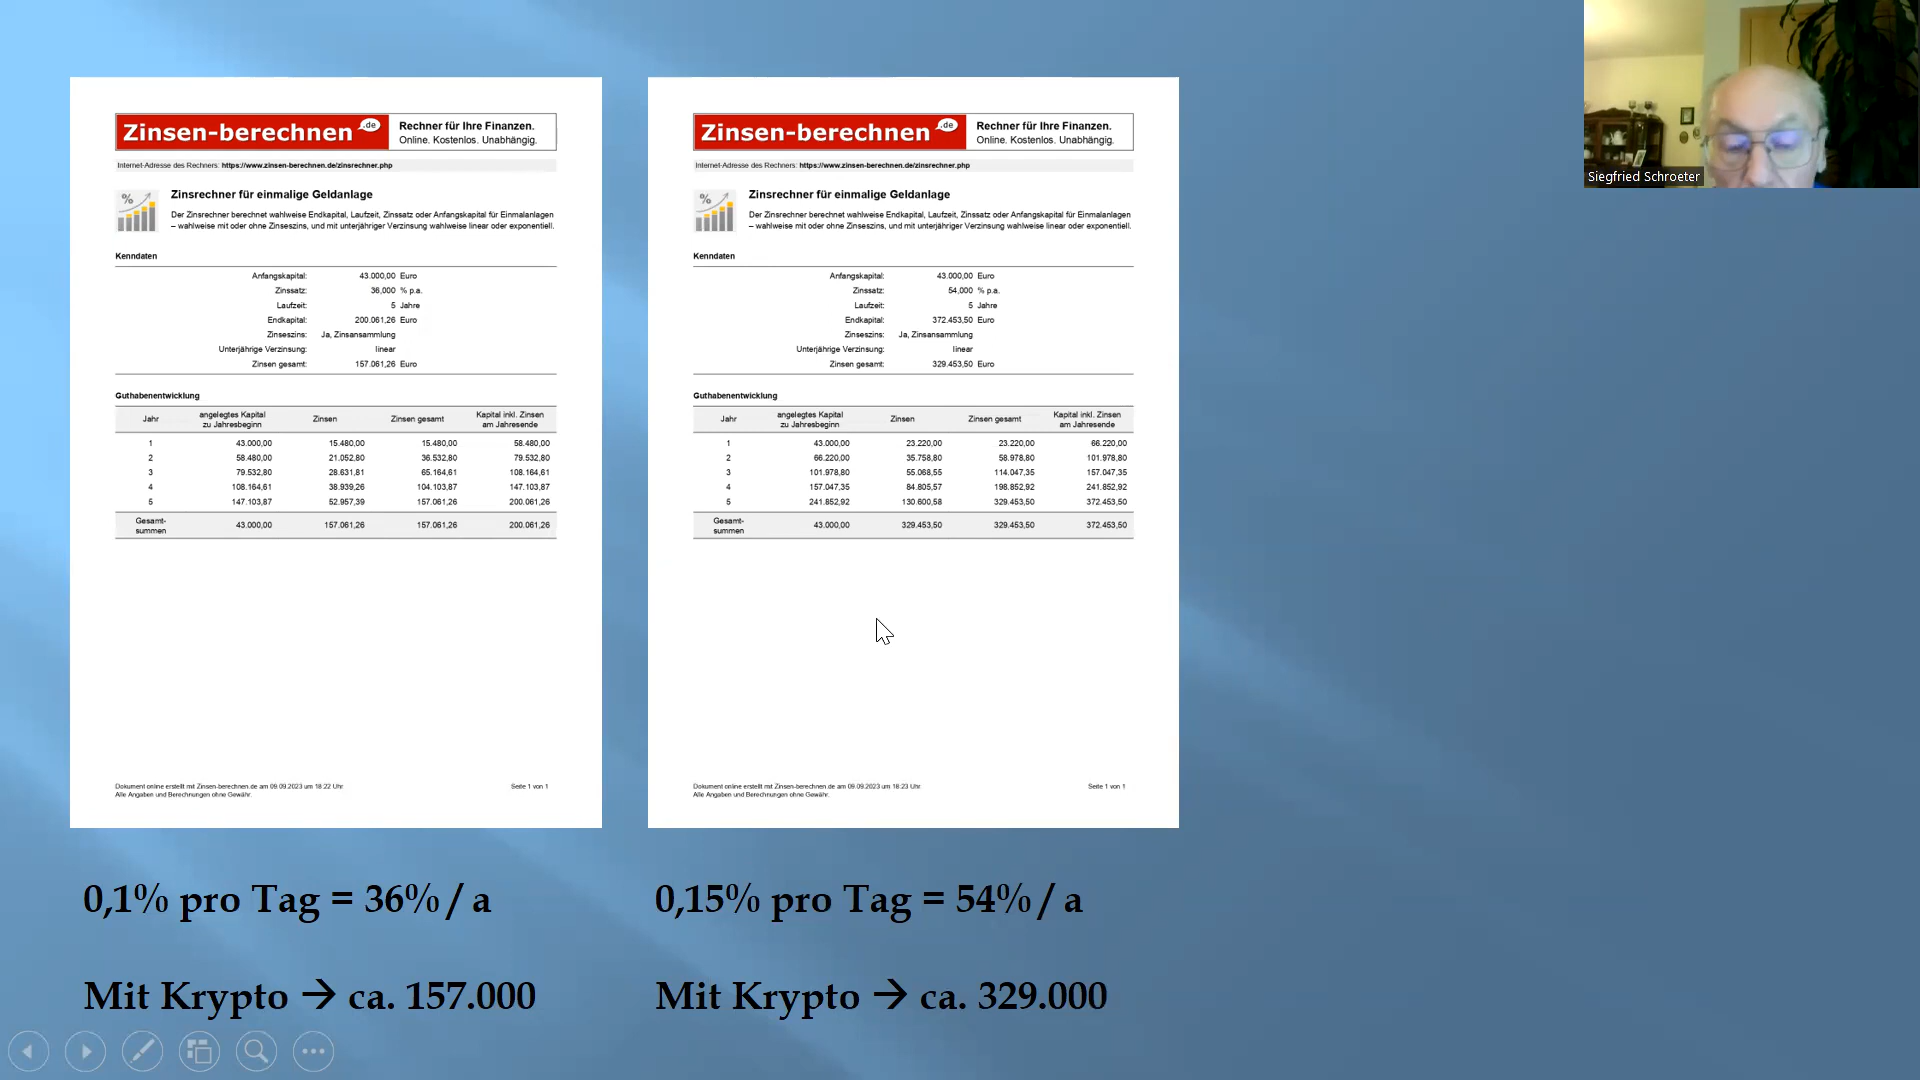 Zinsen-berechnen .de
Rechner für Ihre Finanzen.
Online. Kostenlos. Unabhängig.
Internet-Adresse des Rechners: https://www.zinsen-berechnen.de/zinsrechner.php
Zinsrechner für einmalige Geldanlage
Der Zinsrechner berechnet wahlweise Endkapital, Laufzeit, Zinssatz oder Anfangskapital für Einmalanlagen
– wahlweise mit oder ohne Zinseszins, und mit unterjähriger Verzinsung wahlweise linear oder exponentiell.
Kenndaten
Anfangskapital: 43.000,00 Euro
Zinssatz: 36,000 % p.a.
Laufzeit: 5 Jahre
Endkapital: 200.061,26 Euro
Zinseszins: Ja, Zinsansammlung
Unterjährige Verzinsung: linear
Zinsen gesamt: 157.061,26 Euro
Guthabenentwicklung
Jahr angelegtes Kapital zu Jahresbeginn Zinsen Zinsen gesamt Kapital inkl. Zinsen am Jahresende
1 43.000,00 15.480,00 15.480,00 58.480,00
2 58.480,00 21.052,80 36.532,80 79.532,80
3 79.532,80 28.631,81 65.164,61 108.164,61
4 108.164,61 38.939,26 104.103,87 147.103,87
5 147.103,87 52.957,39 157.061,26 200.061,26
Gesamt-summen 43.000,00 157.061,26 157.061,26 200.061,26
Dokument online erstellt mit Zinsen-berechnen.de am 09.09.2023 um 18:22 Uhr
Seite 1 von 1
Alle Angaben und Berechnungen ohne Gewähr.
0,1% pro Tag = 36% / a
Mit Krypto → ca. 157.000
Zinsen-berechnen .de
Rechner für Ihre Finanzen.
Online. Kostenlos. Unabhängig.
Internet-Adresse des Rechners: https://www.zinsen-berechnen.de/zinsrechner.php
Zinsrechner für einmalige Geldanlage
Der Zinsrechner berechnet wahlweise Endkapital, Laufzeit, Zinssatz oder Anfangskapital für Einmalanlagen
– wahlweise mit oder ohne Zinseszins, und mit unterjähriger Verzinsung wahlweise linear oder exponentiell.
Kenndaten
Anfangskapital: 43.000,00 Euro
Zinssatz: 54,000 % p.a.
Laufzeit: 5 Jahre
Endkapital: 372.453,50 Euro
Zinseszins: Ja, Zinsansammlung
Unterjährige Verzinsung: linear
Zinsen gesamt: 329.453,50 Euro
Guthabenentwicklung
Jahr angelegtes Kapital zu Jahresbeginn Zinsen Zinsen gesamt Kapital inkl. Zinsen am Jahresende
1 43.000,00 23.220,00 23.220,00 66.220,00
2 66.220,00 35.758,80 58.978,80 101.978,80
3 101.978,80 55.068,55 114.047,35 157.047,35
4 157.047,35 84.805,57 198.852,92 241.852,92
5 241.852,92 130.600,58 329.453,50 372.453,50
Gesamt-summen 43.000,00 329.453,50 329.453,50 372.453,50
Dokument online erstellt mit Zinsen-berechnen.de am 09.09.2023 um 18:23 Uhr
Seite 1 von 1
Alle Angaben und Berechnungen ohne Gewähr.
0,15% pro Tag = 54% / a
Mit Krypto → ca. 329.000
Siegfried Schroeter